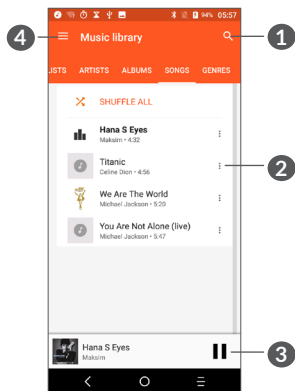 94% 05:57
Music library
LISTS ARTISTS ALBUMS SONGS GENRES
SHUFFLE ALL
Hana S Eyes
Maksim • 4:32
Titanic
Celine Dion • 4:56
We Are The World
Michael Jackson • 5:20
You Are Not Alone (live)
Michael Jackson • 5:47
Hana S Eyes
Maksim
1
2
3
4